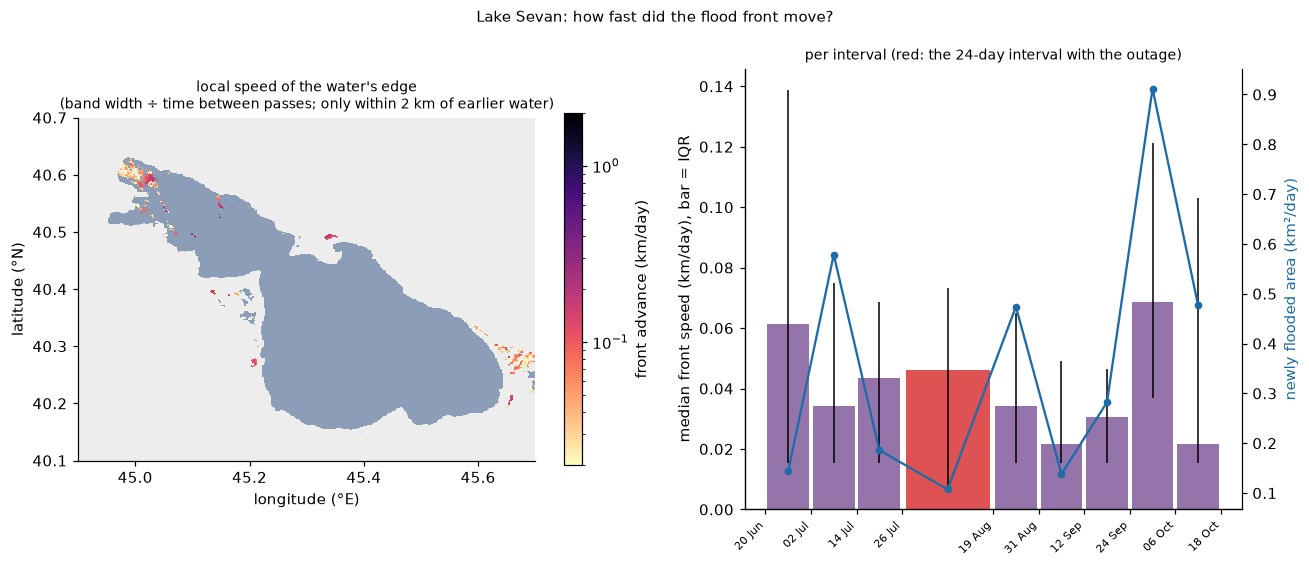 Lake Sevan: how fast did the flood front move?
local speed of the water's edge
(band width ÷ time between passes; only within 2 km of earlier water)
40.7
40.6
40.5
40.4
40.3
40.2
40.1
latitude (°N)
45.0
45.2
45.4
45.6
longitude (°E)
10⁰
10⁻¹
front advance (km/day)
per interval (red: the 24-day interval with the outage)
0.14
0.12
0.10
0.08
0.06
0.04
0.02
0.00
median front speed (km/day), bar = IQR
20 Jun
02 Jul
14 Jul
26 Jul
19 Aug
31 Aug
12 Sep
24 Sep
06 Oct
18 Oct
0.9
0.8
0.7
0.6
0.5
0.4
0.3
0.2
0.1
newly flooded area (km²/day)